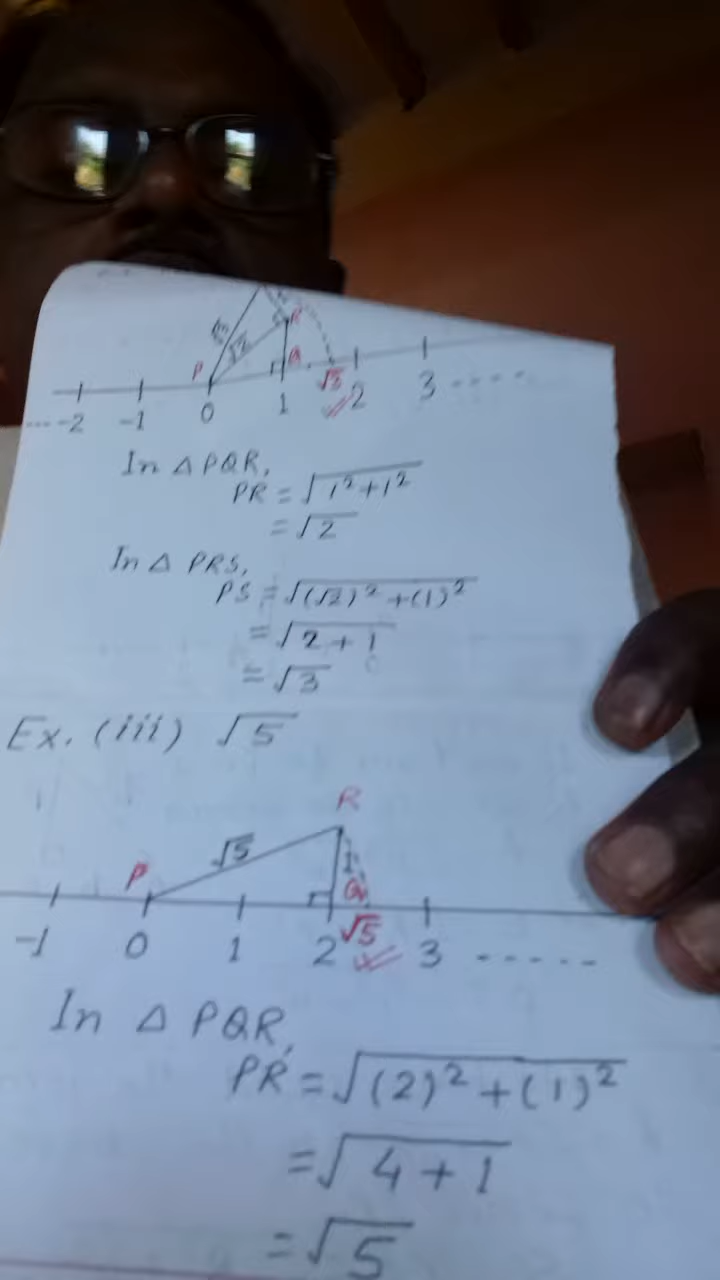 √3 √2 R
P Q
....-2 -1 0 1 √3 2 3 ....
In △ PQR,
PR = √1²+1²
= √2
In △ PRS,
PS = √(√2)²+(1)²
= √2+1
= √3
Ex. (iii) √5
R
P √5 1 Q
-1 0 1 2 √5 3 -----
In △ PQR,
PR = √(2)²+(1)²
= √4+1
= √5